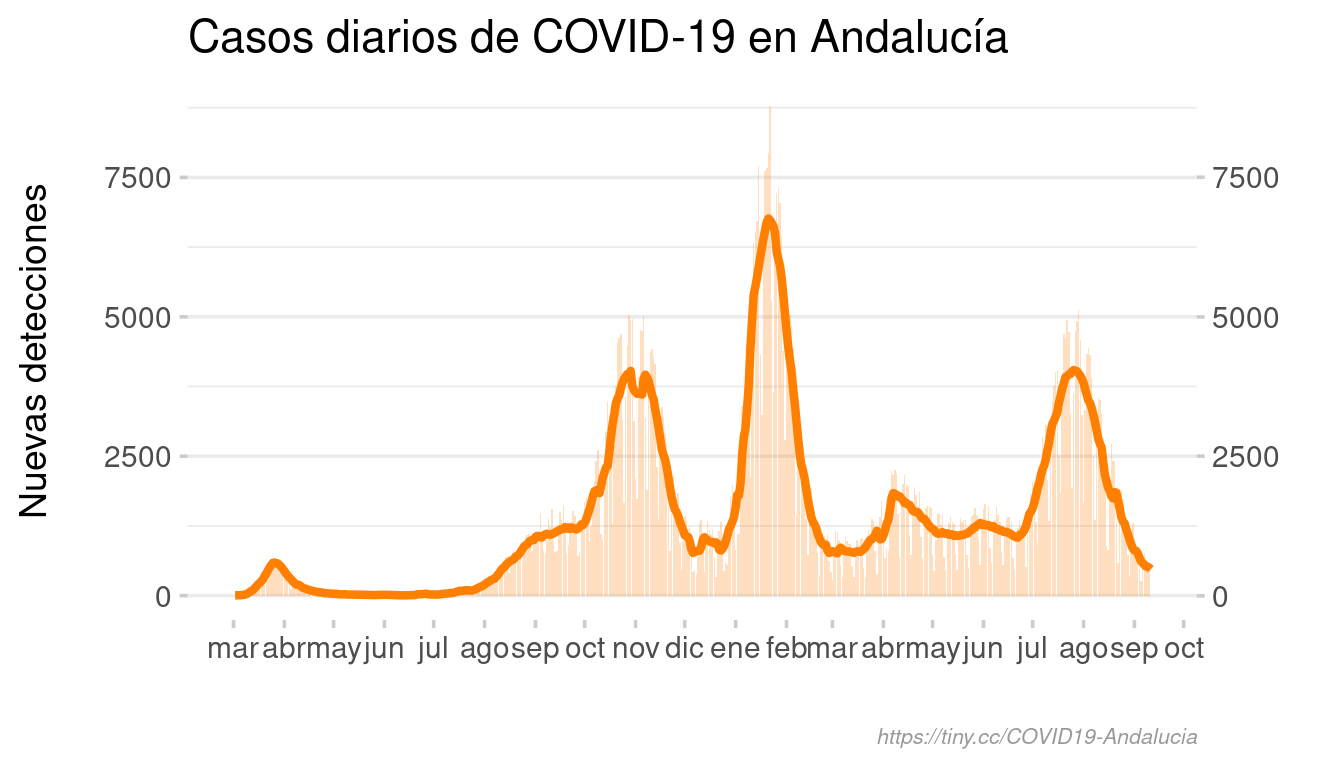 Casos diarios de COVID-19 en Andalucía
Nuevas detecciones
7500 7500
5000 5000
2500 2500
0 0
mar abr may jun jul ago sep oct nov dic ene feb mar abr may jun jul ago sep oct
https://tiny.cc/COVID19-Andalucia